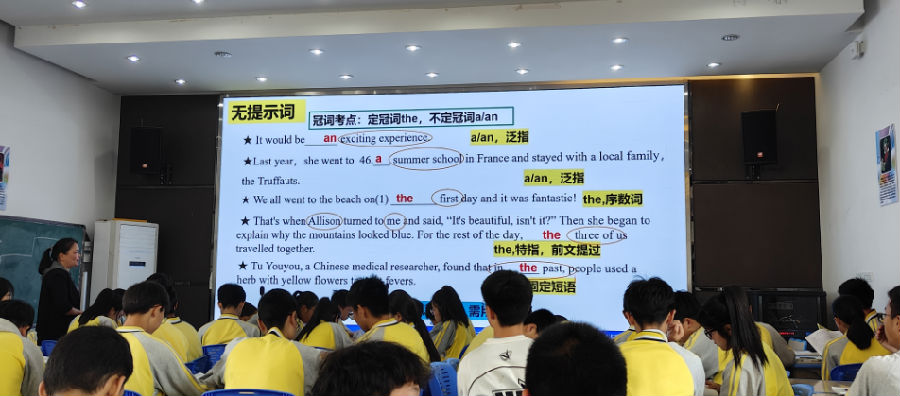 无提示词
冠词考点：定冠词the，不定冠词a/an
★ It would be an exciting experience. a/an，泛指
★Last year, she went to 46 a summer school in France and stayed with a local family,
the Truffauts. a/an，泛指
★ We all went to the beach on(1) the first day and it was fantastic! the,序数词
★ That's when Allison turned to me and said, “It's beautiful, isn't it?” Then she began to
explain why the mountains looked blue. For the rest of the day, the three of us
travelled together. the,特指，前文提过
★ Tu Youyou, a Chinese medical researcher, found that in the past, people used a
herb with yellow flowers fevers. 固定短语